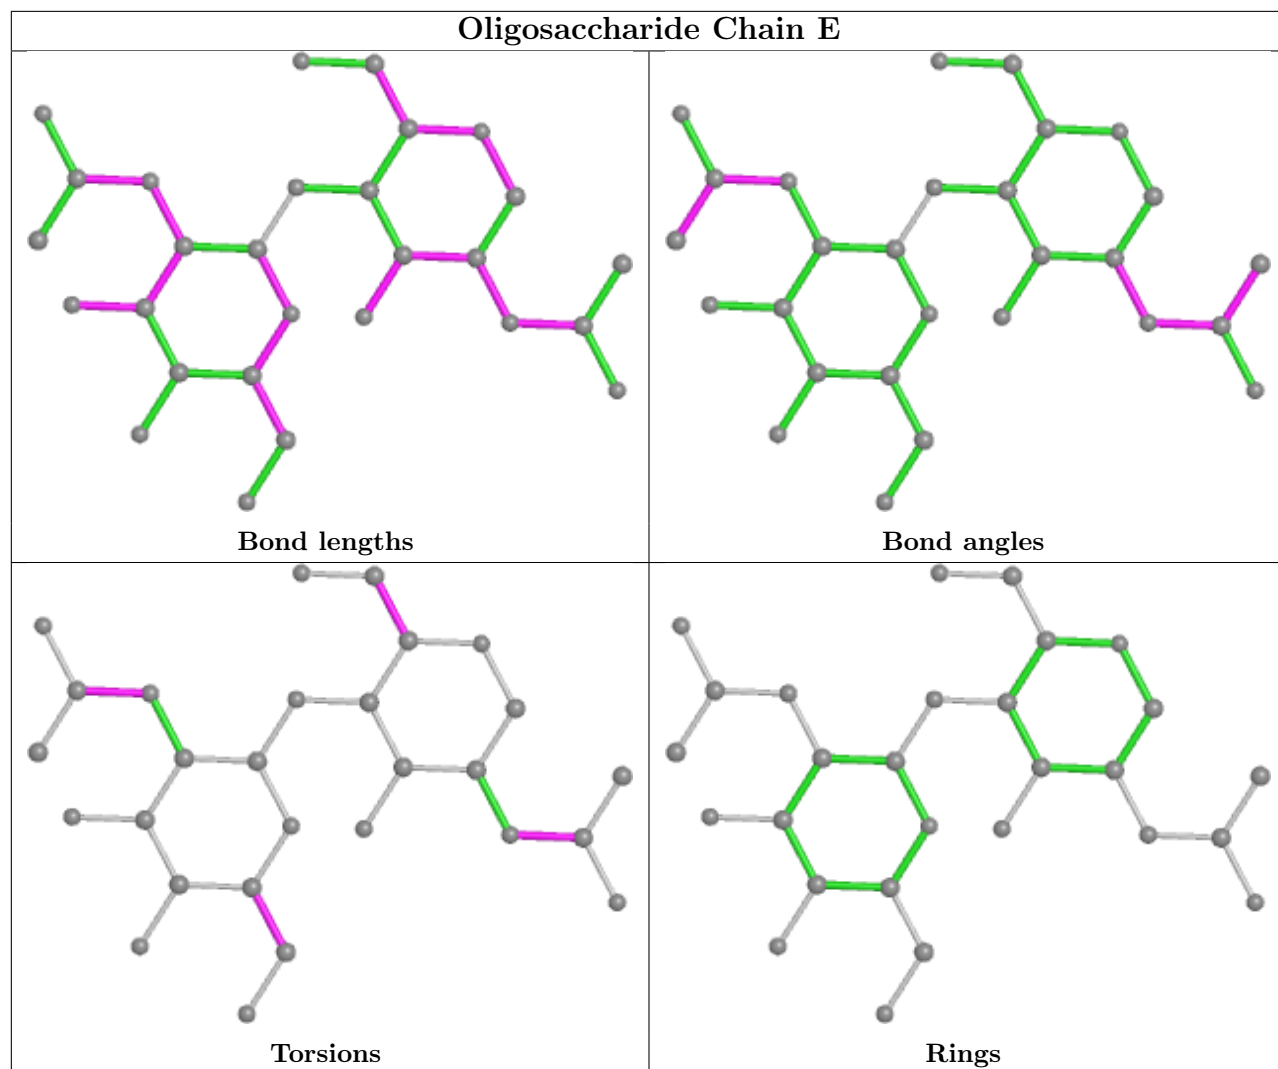 Oligosaccharide Chain E
Bond lengths
Bond angles
Torsions
Rings